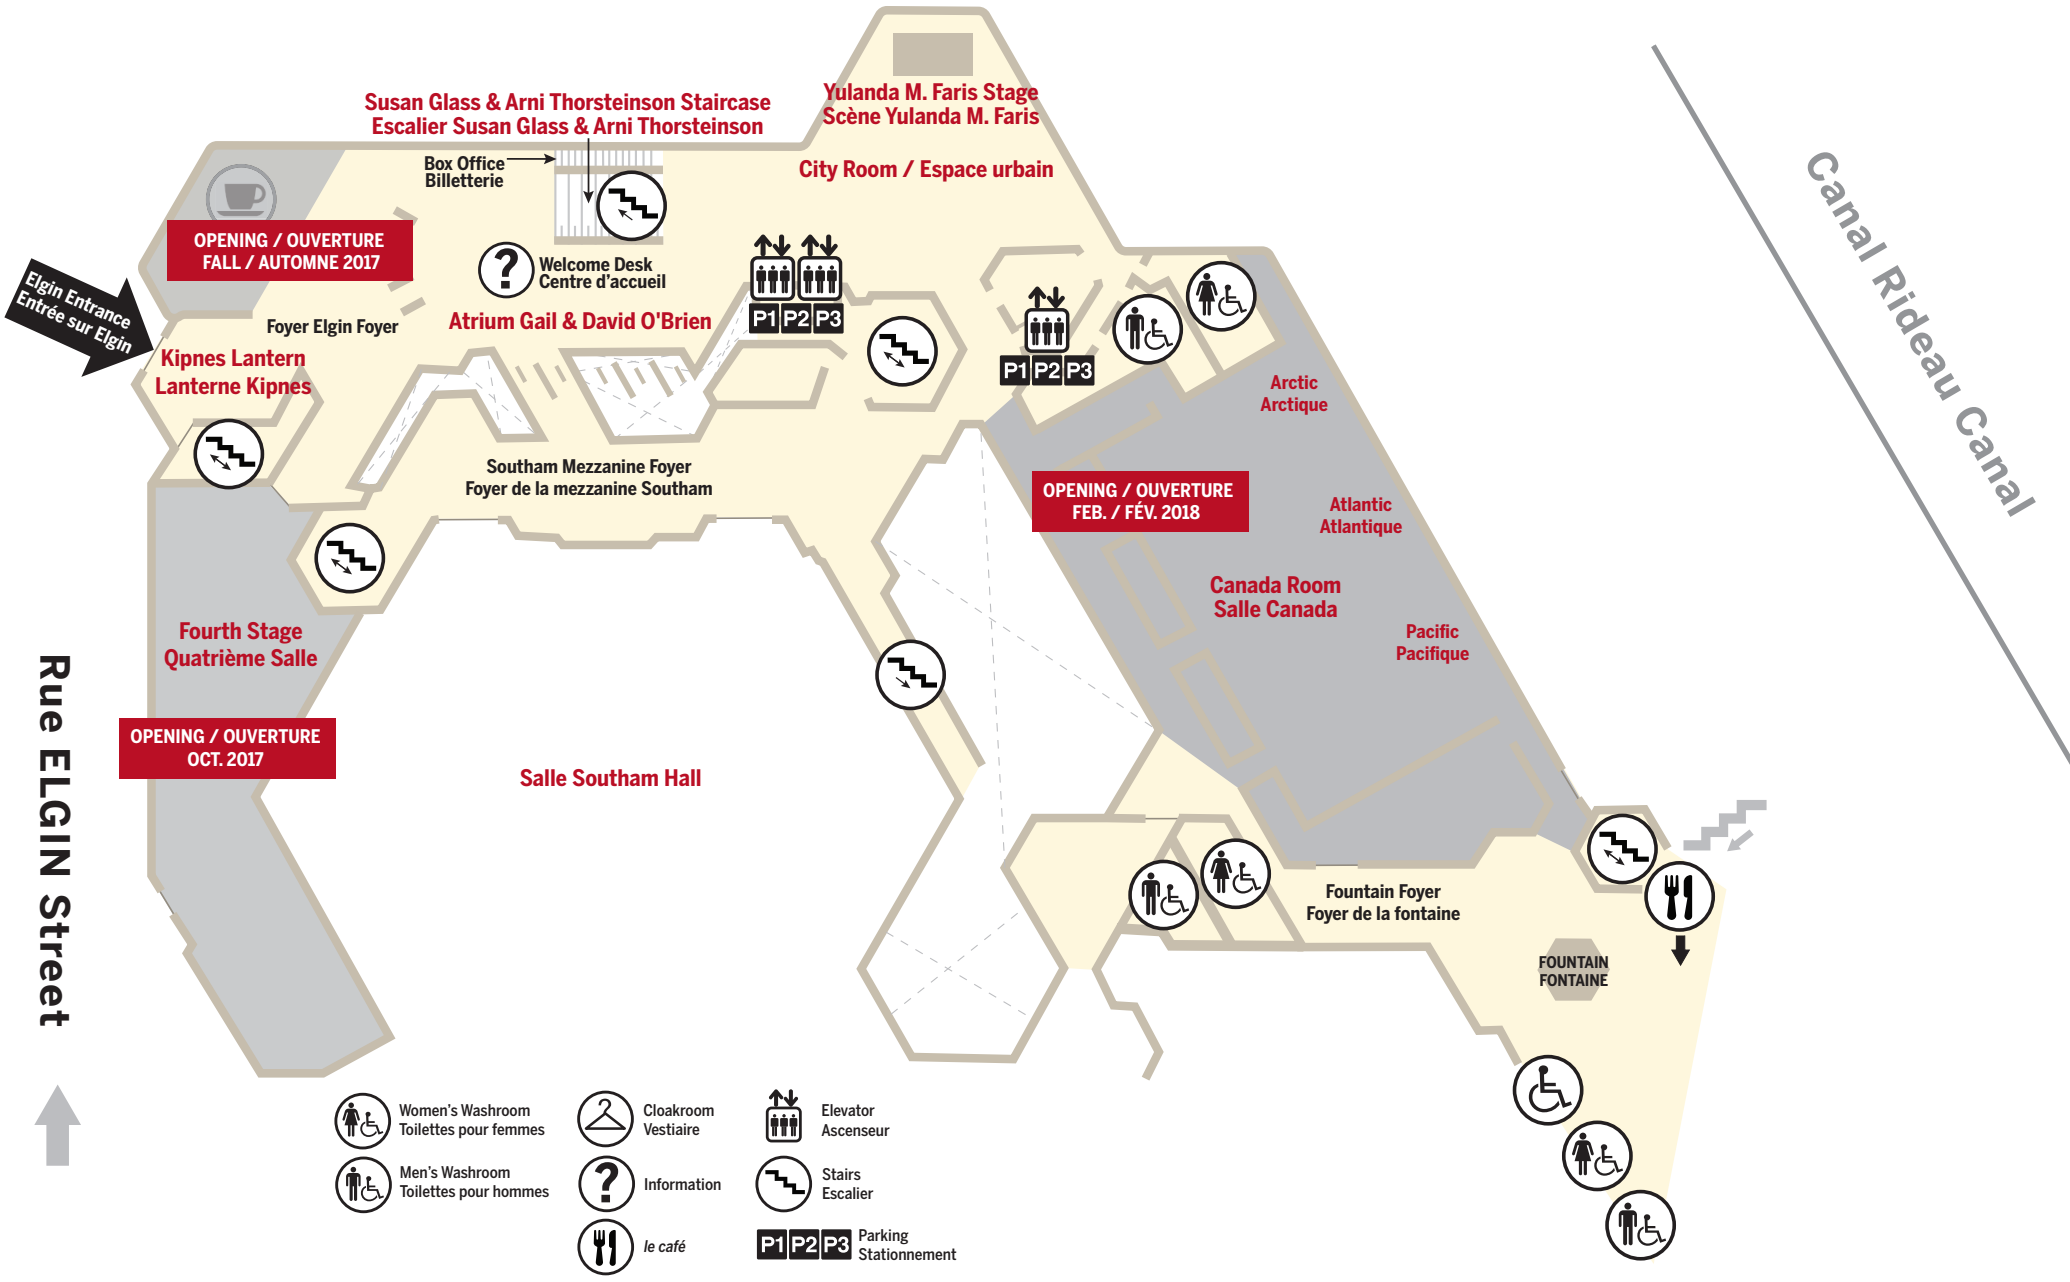 Yulanda M. Faris Stage
Scène Yulanda M. Faris
Susan Glass & Arni Thorsteinson Staircase
Escalier Susan Glass & Arni Thorsteinson
Box Office
Billetterie
City Room / Espace urbain
OPENING / OUVERTURE
FALL / AUTOMNE 2017
Welcome Desk
Centre d'accueil
Elgin Entrance
Entrée sur Elgin
Foyer Elgin Foyer
Atrium Gail & David O'Brien
P1 P2 P3
Kipnes Lantern
Lanterne Kipnes
P1 P2 P3
Arctic
Arctique
Canal Rideau Canal
Southam Mezzanine Foyer
Foyer de la mezzanine Southam
OPENING / OUVERTURE
FEB. / FÉV. 2018
Atlantic
Atlantique
Canada Room
Salle Canada
Pacific
Pacifique
Fourth Stage
Quatrième Salle
OPENING / OUVERTURE
OCT. 2017
Rue ELGIN Street
Salle Southam Hall
Fountain Foyer
Foyer de la fontaine
FOUNTAIN
FONTAINE
Women's Washroom
Toilettes pour femmes
Men's Washroom
Toilettes pour hommes
Cloakroom
Vestiaire
Information
le café
Elevator
Ascenseur
Stairs
Escalier
P1 P2 P3
Parking
Stationnement